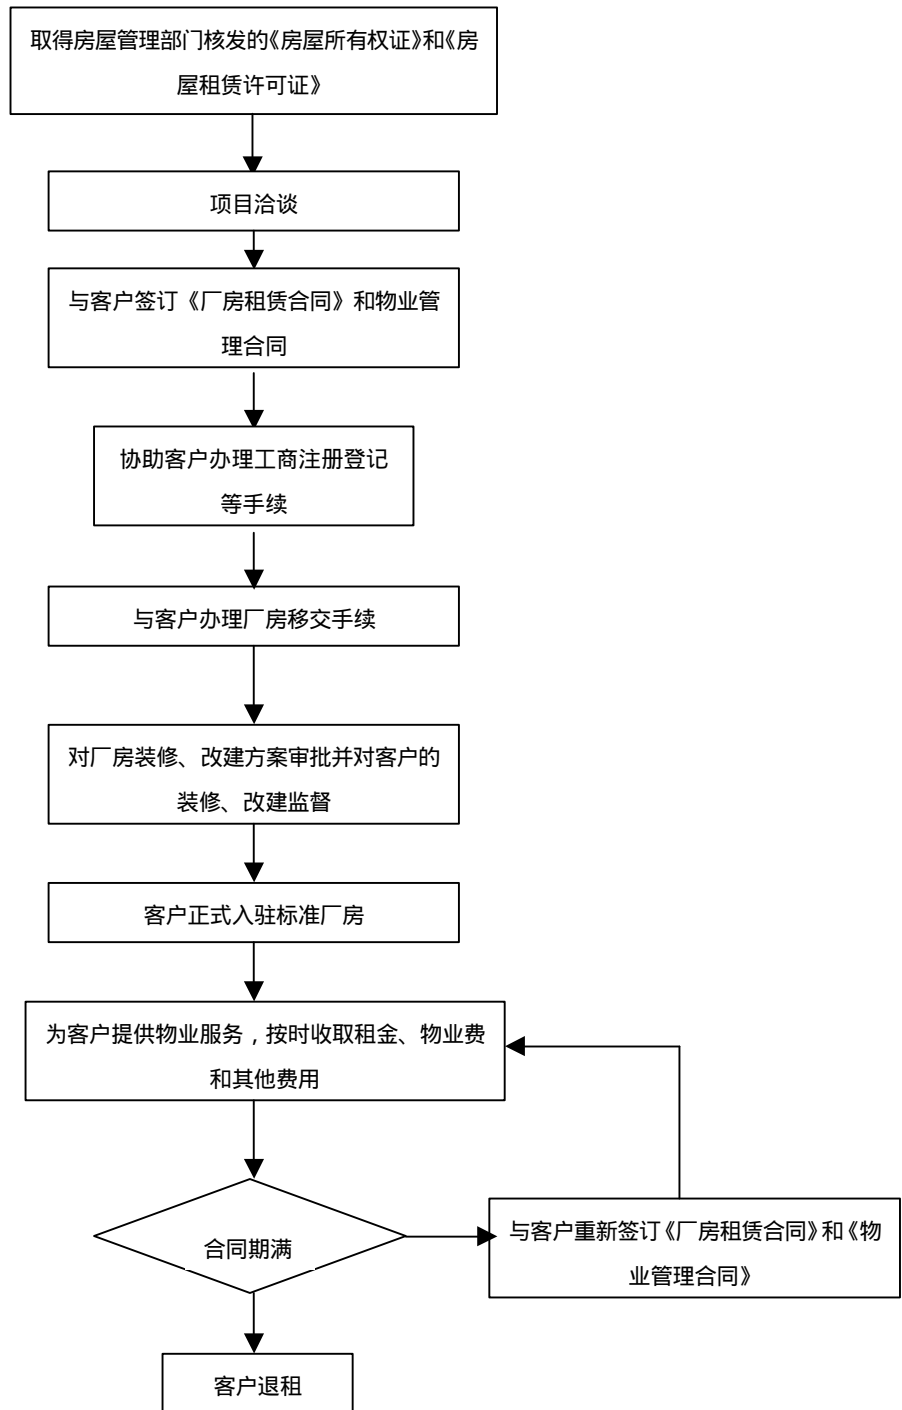 取得房屋管理部门核发的《房屋所有权证》和《房
屋租赁许可证》
项目洽谈
与客户签订《厂房租赁合同》和物业管
理合同
协助客户办理工商注册登记
等手续
与客户办理厂房移交手续
对厂房装修、改建方案审批并对客户的
装修、改建监督
客户正式入驻标准厂房
为客户提供物业服务，按时收取租金、物业费
和其他费用
合同期满
与客户重新签订《厂房租赁合同》和《物
业管理合同》
客户退租